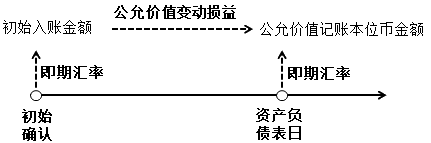 公允价值变动损益
初始入账金额
公允价值记账本位币金额
即期汇率
即期汇率
初始
确认
资产负
债表日